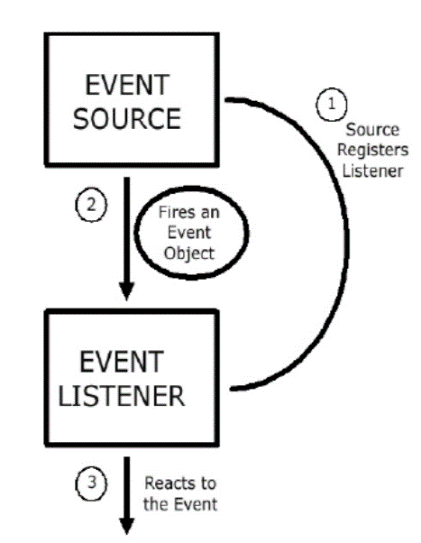 EVENT
SOURCE
1
Source
Registers
Listener
2
Fires an
Event
Object
EVENT
LISTENER
3
Reacts to
the Event